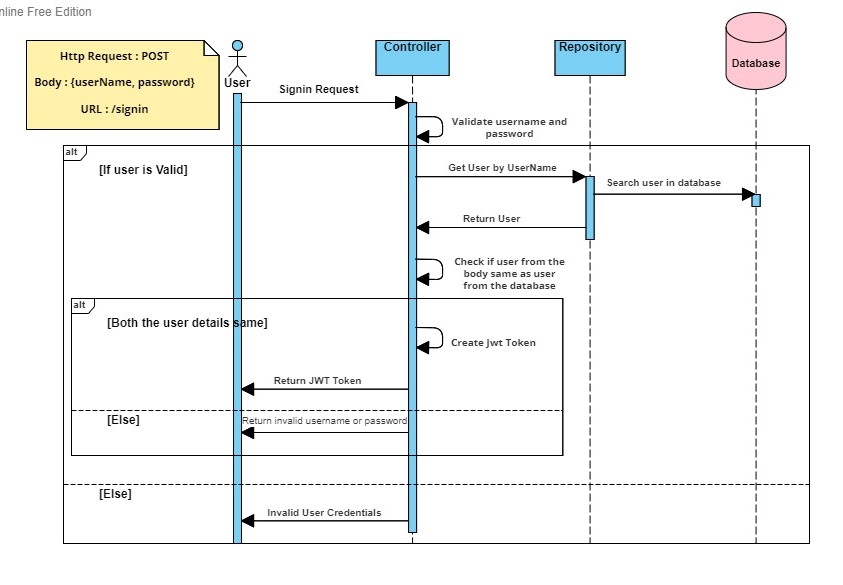 nline Free Edition
Http Request : POST
Body : {userName, password}
URL : /signin
User
Controller
Repository
Database
Signin Request
Validate username and
password
alt
[If user is Valid]
Get User by UserName
Search user in database
Return User
Check if user from the
body same as user
from the database
alt
[Both the user details same]
Create Jwt Token
Return JWT Token
[Else]
Return invalid username or password
[Else]
Invalid User Credentials